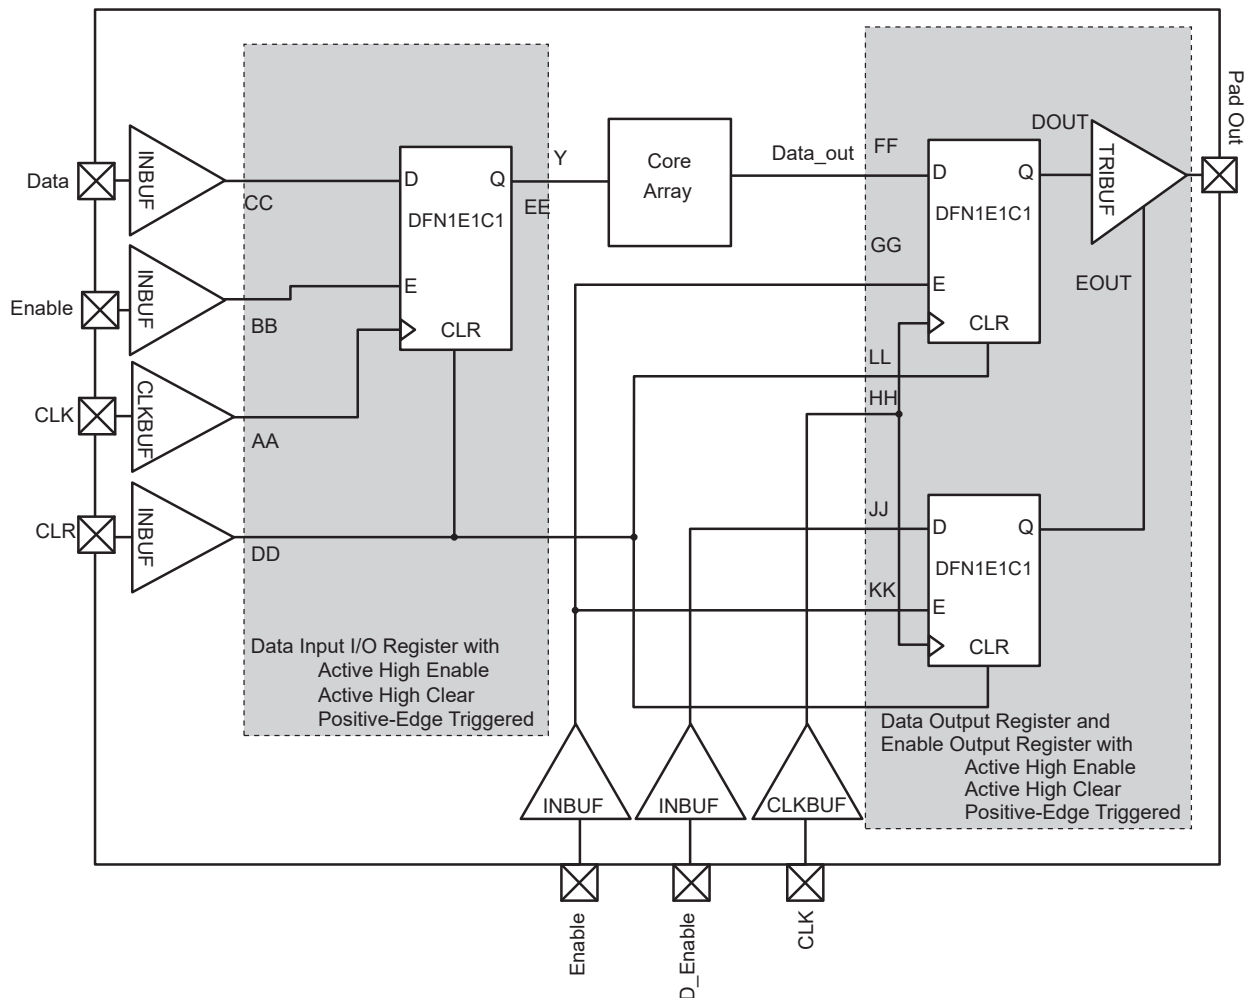 Data
INBUF
CC
Enable
INBUF
BB
CLK
CLKBUF
AA
CLR
INBUF
DD
D
Q
DFN1E1C1
E
CLR
Y
EE
Data Input I/O Register with
Active High Enable
Active High Clear
Positive-Edge Triggered
Core
Array
Data_out
FF
GG
LL
HH
JJ
KK
D
Q
DFN1E1C1
E
CLR
DOUT
TRIBUF
EOUT
Pad Out
D
Q
DFN1E1C1
E
CLR
Data Output Register and
Enable Output Register with
Active High Enable
Active High Clear
Positive-Edge Triggered
INBUF
INBUF
CLKBUF
Enable
D_Enable
CLK